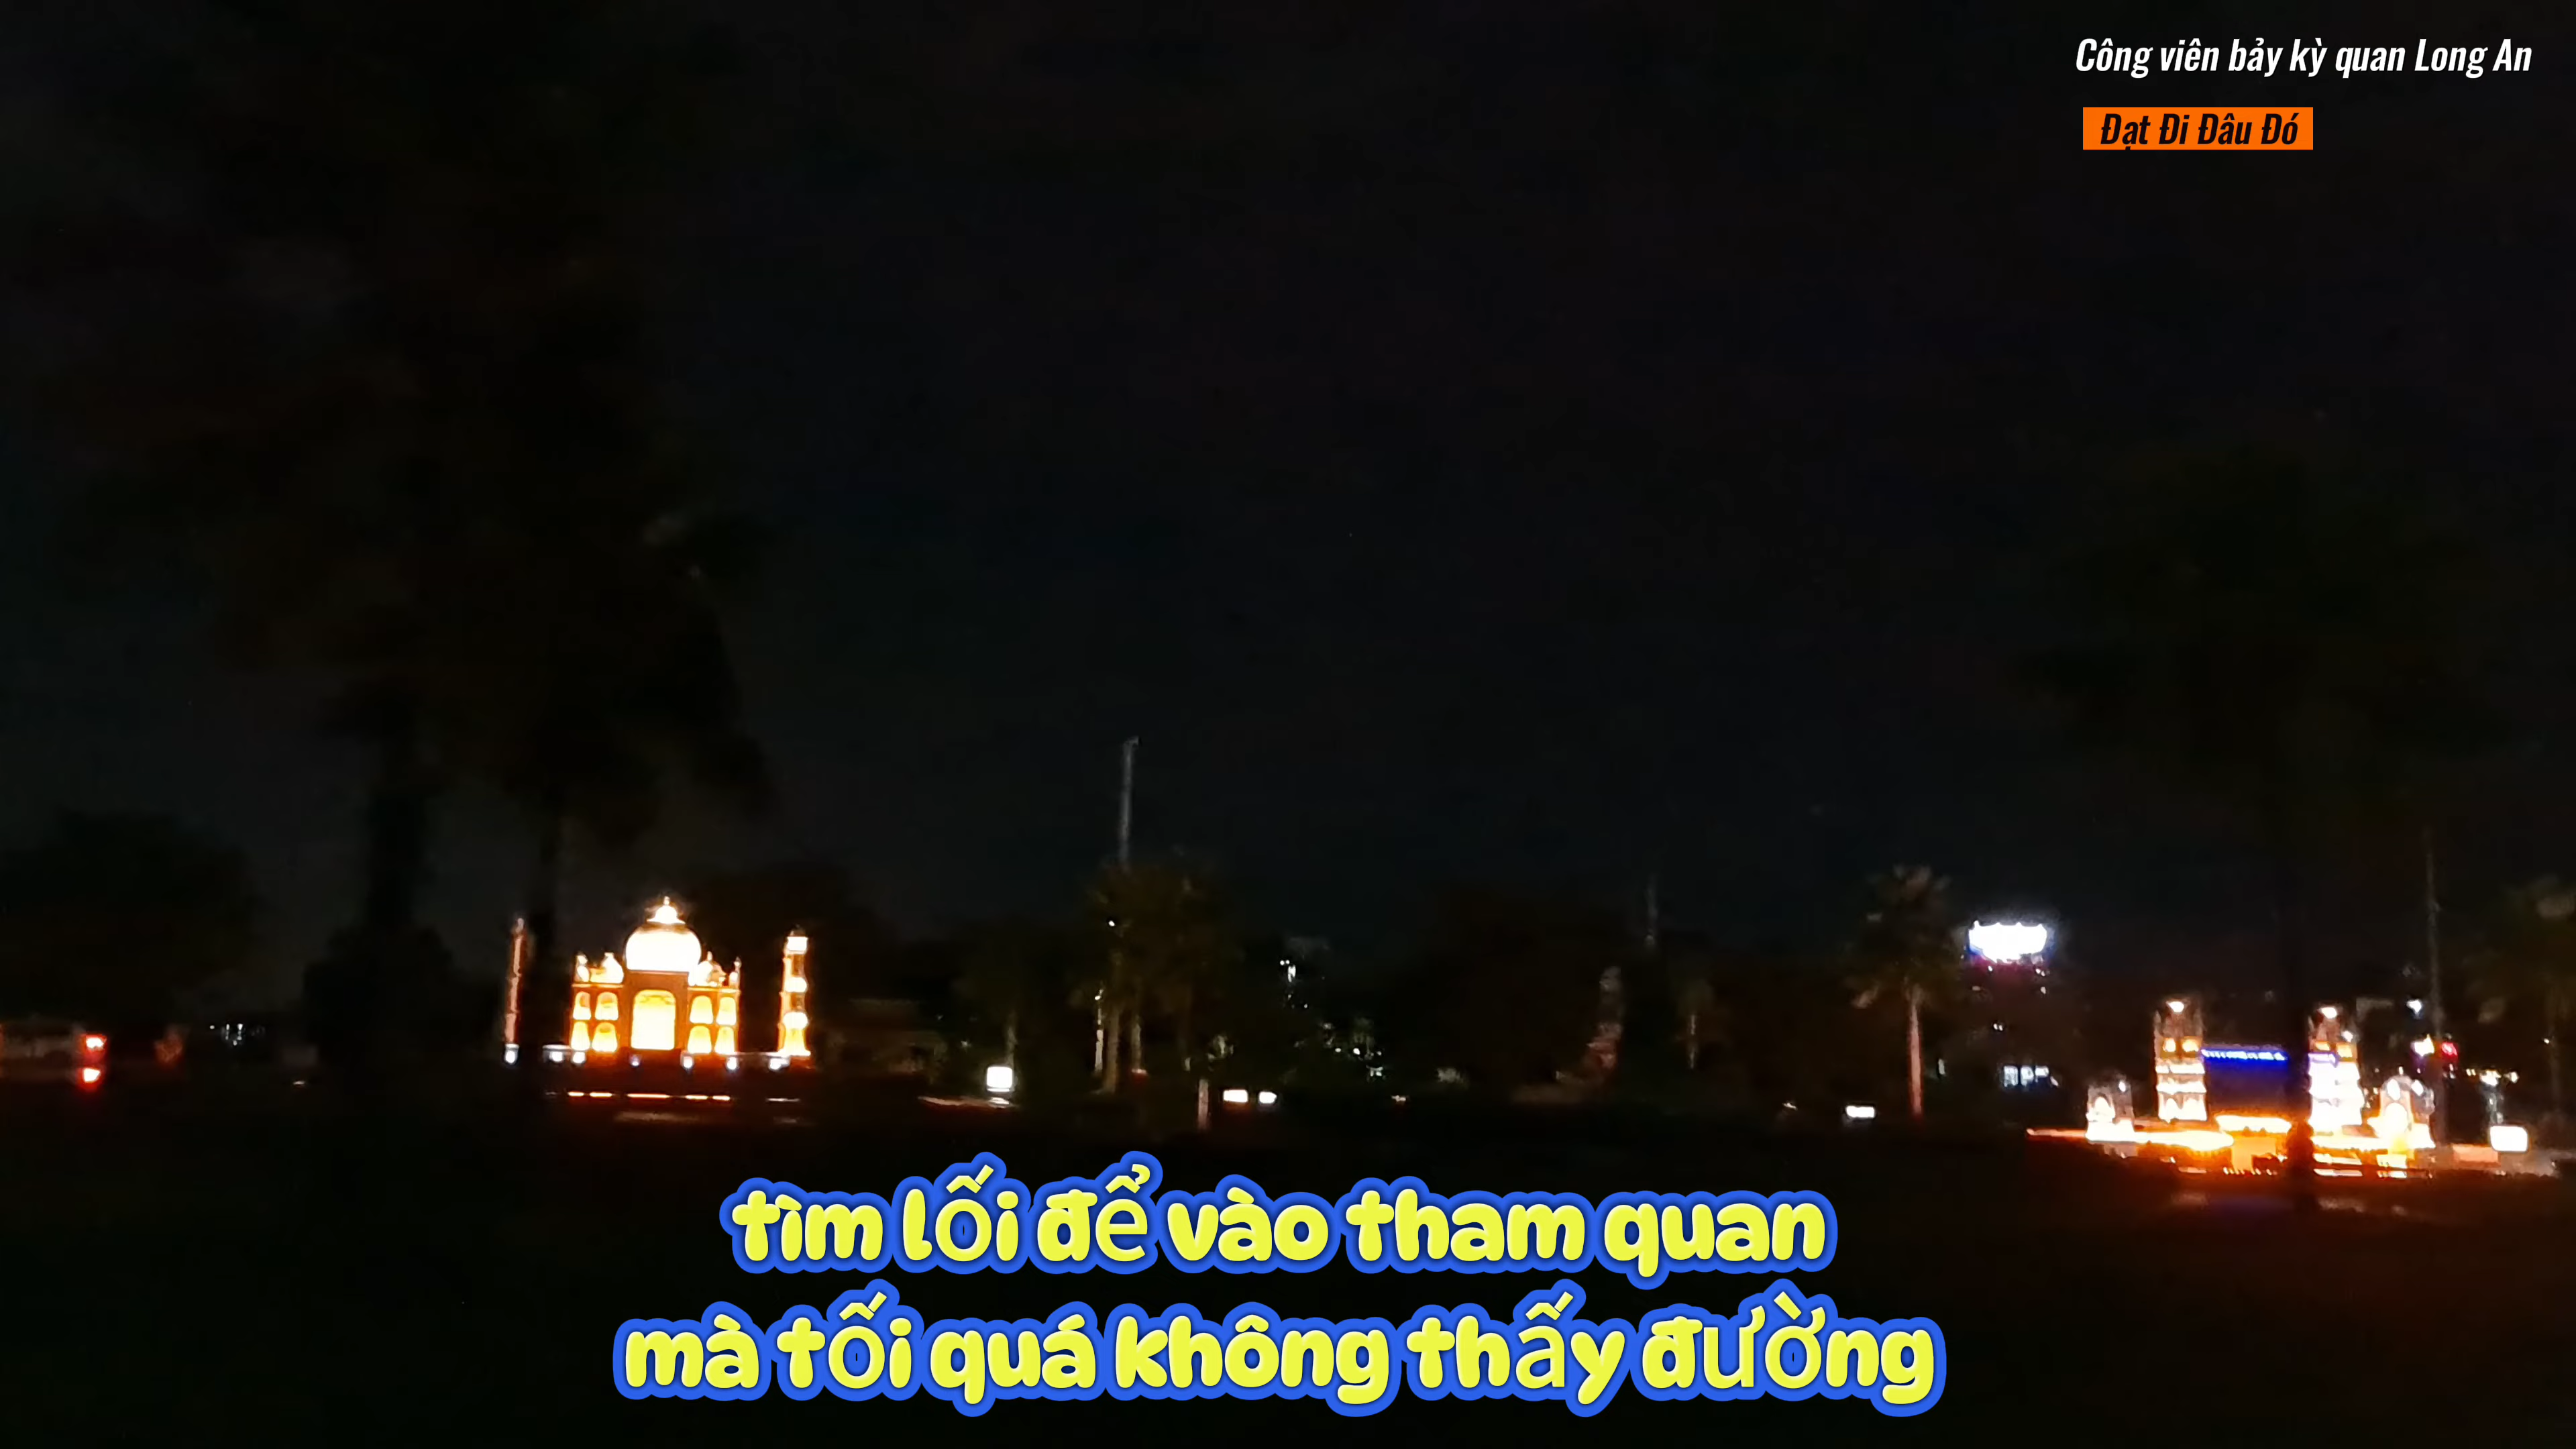 Công viên bảy kỳ quan Long An
Đạt Đi Đâu Đó
tìm lối để vào tham quan
mà tối quá không thấy đường